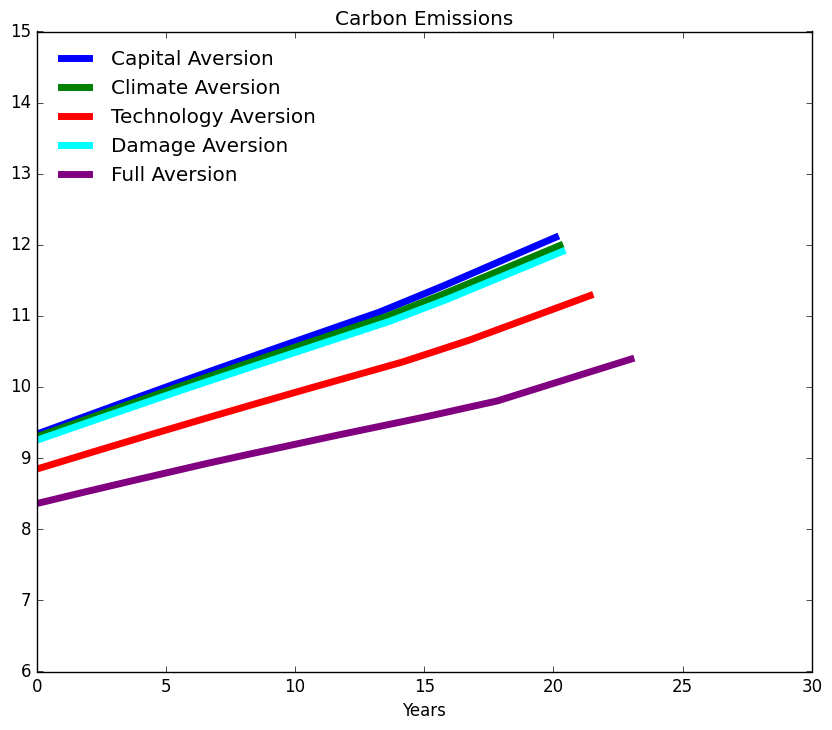 Carbon Emissions
15
14
13
12
11
10
9
8
7
6
Capital Aversion
Climate Aversion
Technology Aversion
Damage Aversion
Full Aversion
0 5 10 15 20 25 30
Years